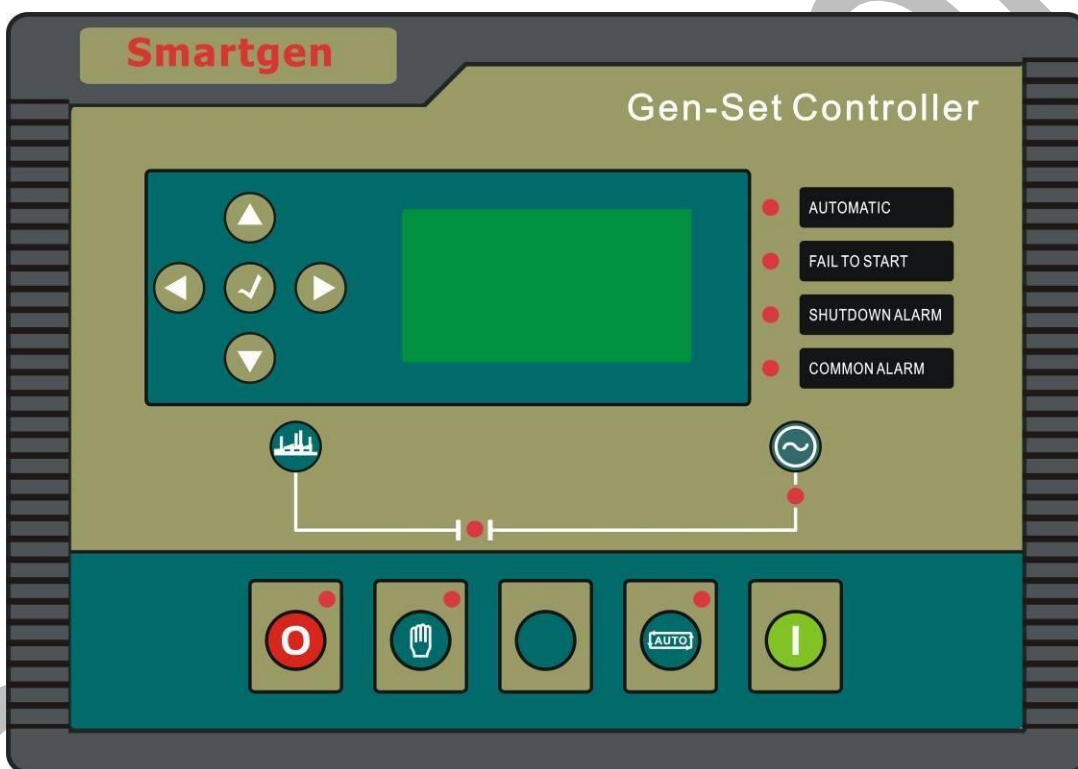 Smartgen
Gen-Set Controller
AUTOMATIC
FAIL TO START
SHUTDOWN ALARM
COMMON ALARM
O
AUTO
I